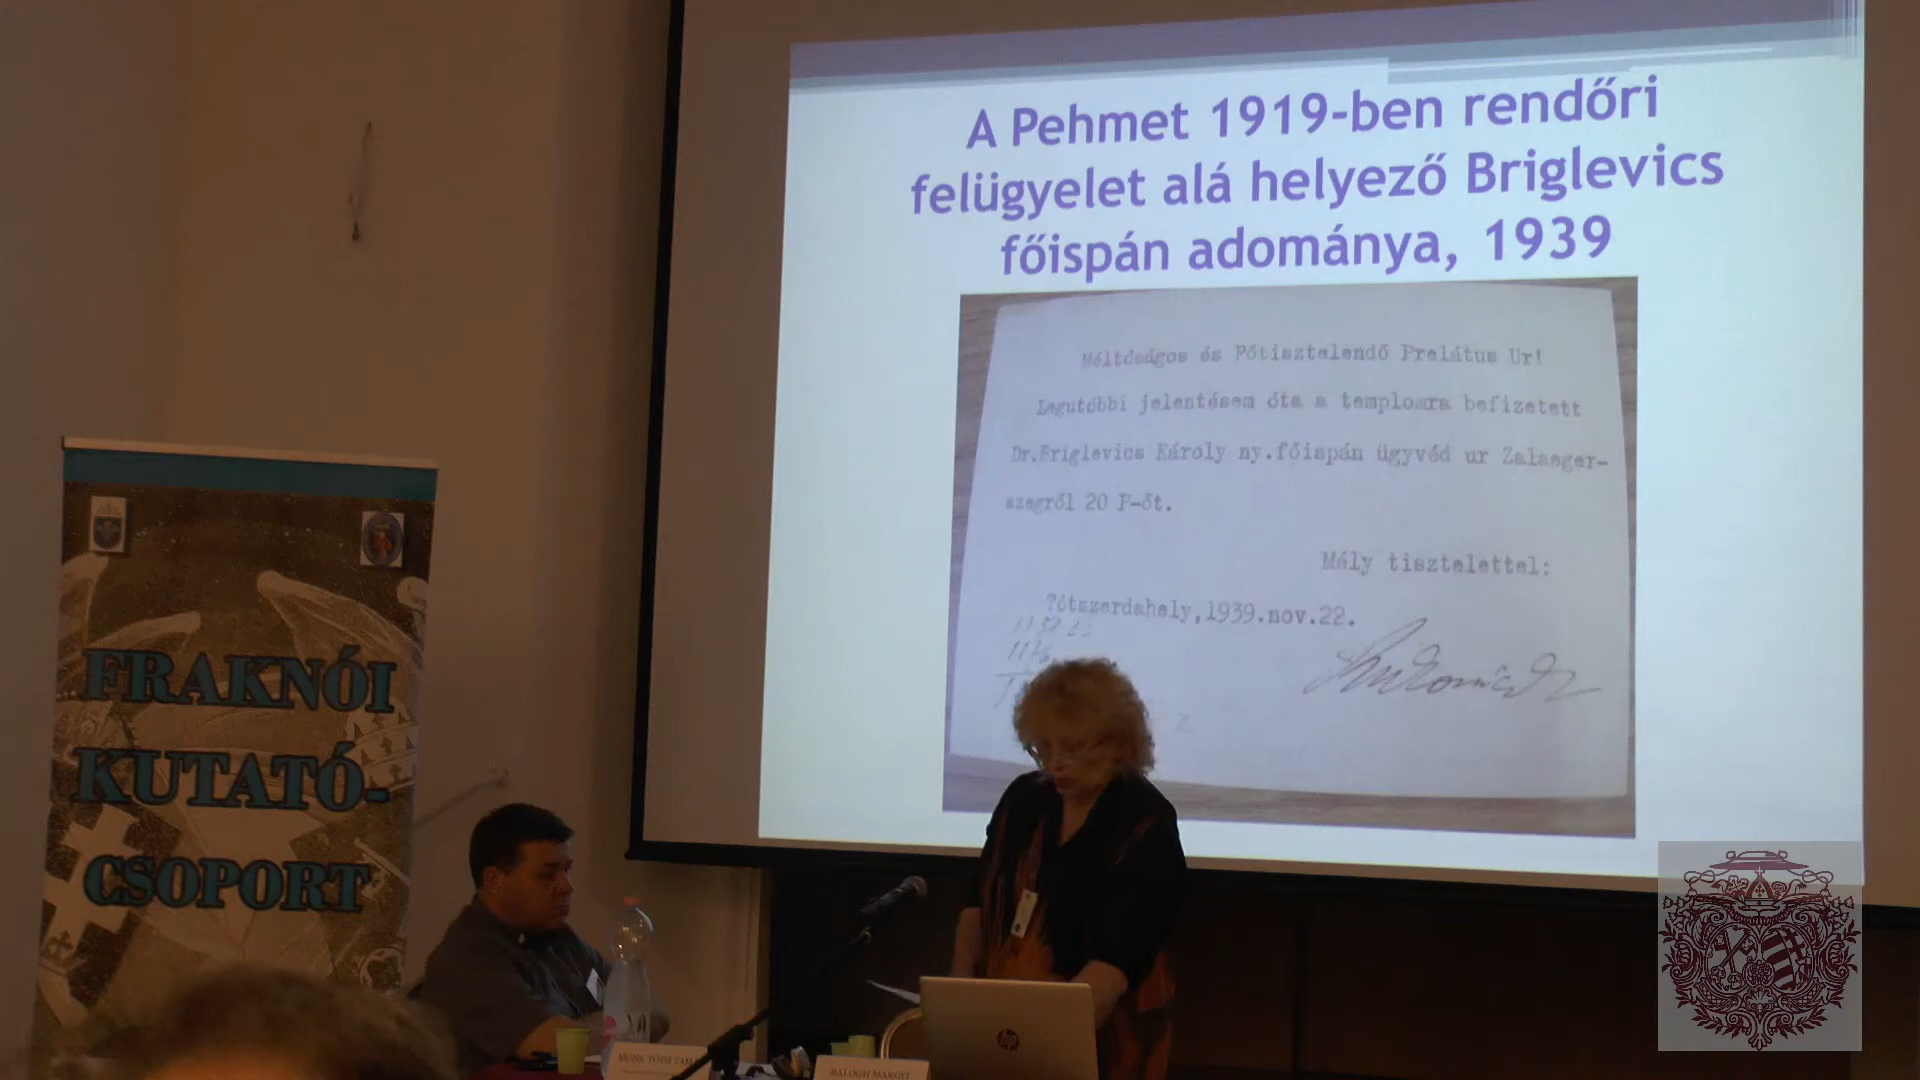 A Pehmet 1919-ben rendőri
felügyelet alá helyező Briglevics
főispán adománya, 1939
Méltóságos és Főtisztelendő Prelátus Ur!
Legutóbbi jelentésem óta a templomra befizetett
Dr.Briglevics Károly ny.főispán ügyvéd ur Zalaeger-
szegről 20 P-őt.
Mély tisztelettel:
Tótszerdahely,1939.nov.22.
FRAKNÓI
KUTATÓ-
CSOPORT
hp
BALOGH MARGIT